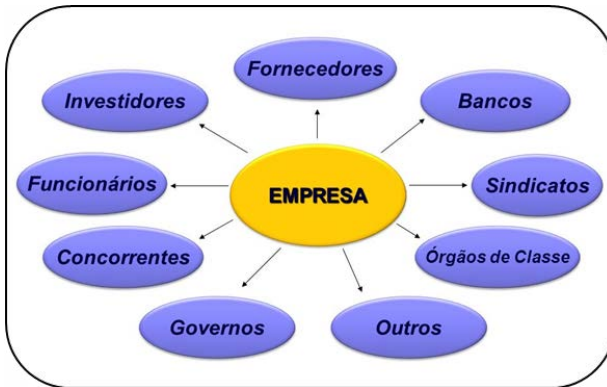 Fornecedores
Investidores
Bancos
Funcionários
EMPRESA
Sindicatos
Concorrentes
Órgãos de Classe
Governos
Outros